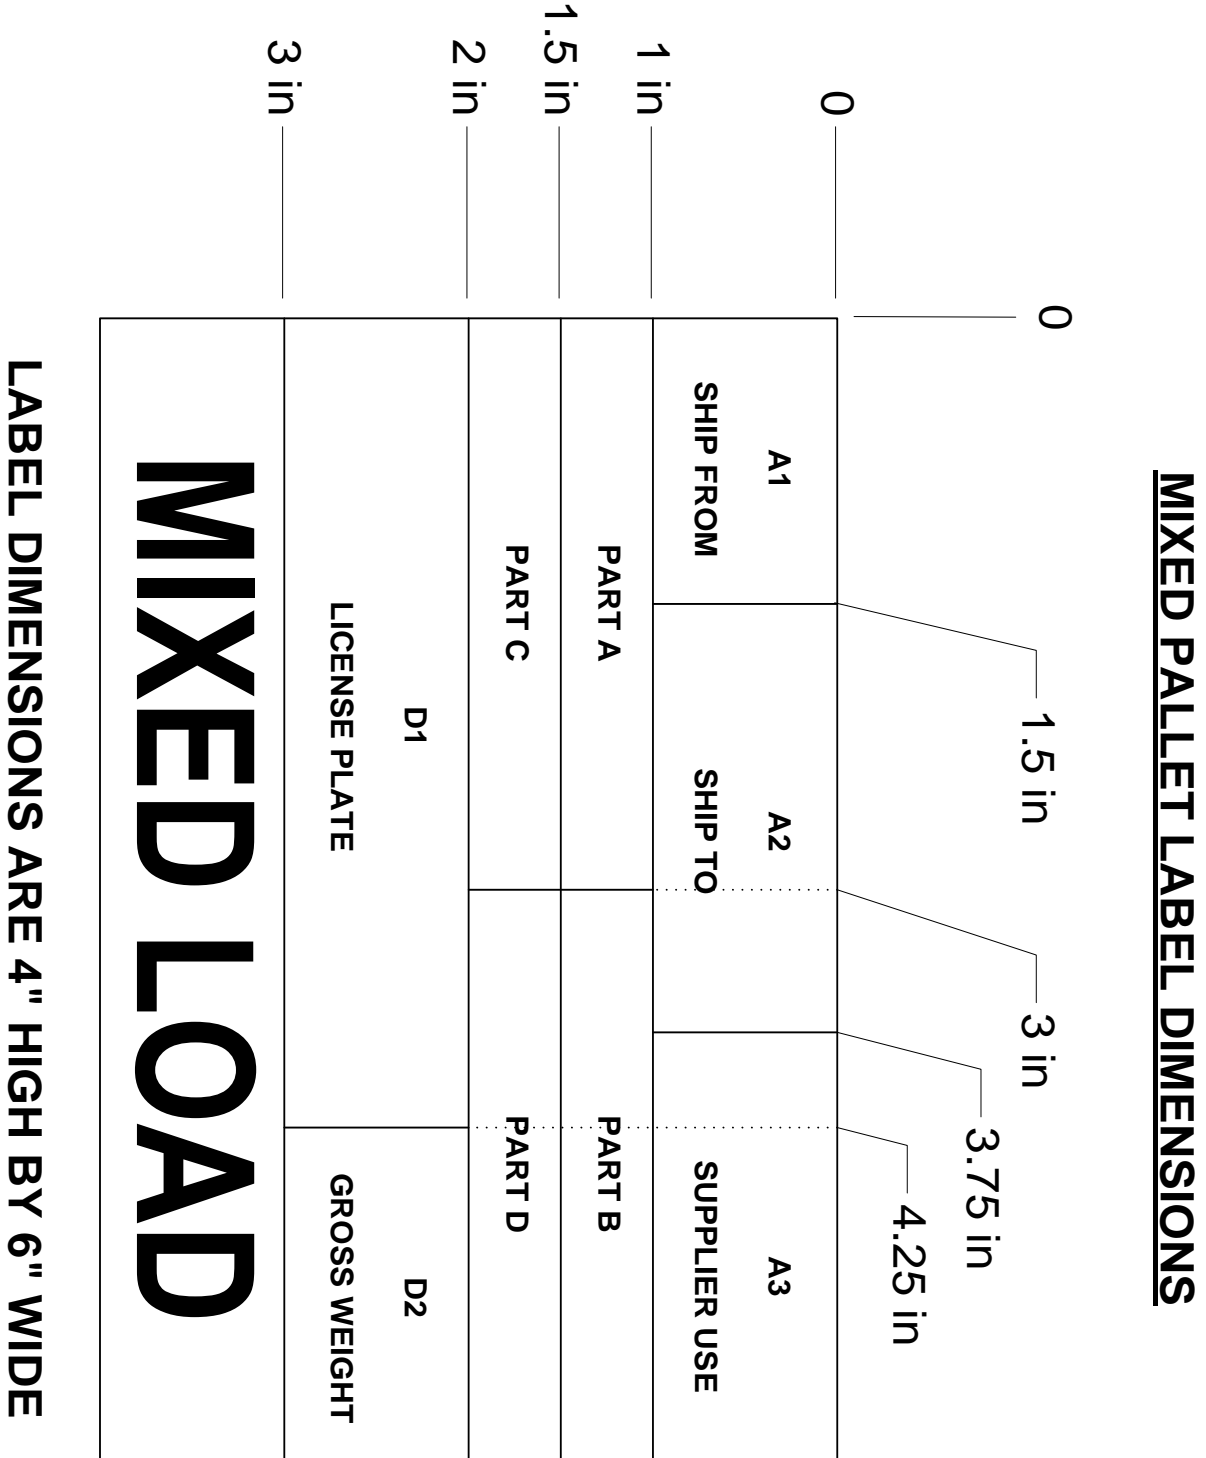 MIXED PALLET LABEL DIMENSIONS
0
1.5 in
3 in
3.75 in
4.25 in
0
A1
A2
A3
SHIP FROM
SHIP TO
SUPPLIER USE
1 in
PART A
PART B
1.5 in
PART C
PART D
2 in
D1
D2
LICENSE PLATE
GROSS WEIGHT
3 in
MIXED LOAD
LABEL DIMENSIONS ARE 4" HIGH BY 6" WIDE